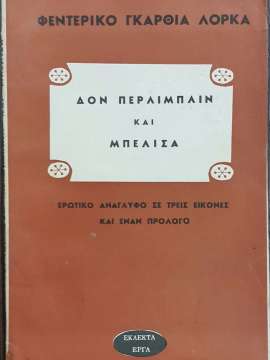 ΦΕΝΤΕΡΙΚΟ ΓΚΑΡΘΙΑ ΛΟΡΚΑ
ΔΟΝ ΠΕΡΛΙΜΠΛΙΝ
ΚΑΙ
ΜΠΕΛΙΣΑ
ΕΡΩΤΙΚΟ ΑΝΑΓΛΥΦΟ ΣΕ ΤΡΕΙΣ ΕΙΚΟΝΕΣ
ΚΑΙ ΕΝΑΝ ΠΡΟΛΟΓΟ
ΕΚΛΕΚΤΑ
ΕΡΓΑ